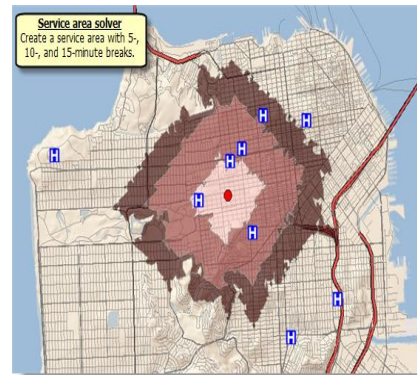 Service area solver
Create a service area with 5-,
10-, and 15-minute breaks.
H
H
H
H
H
H
H
H
H